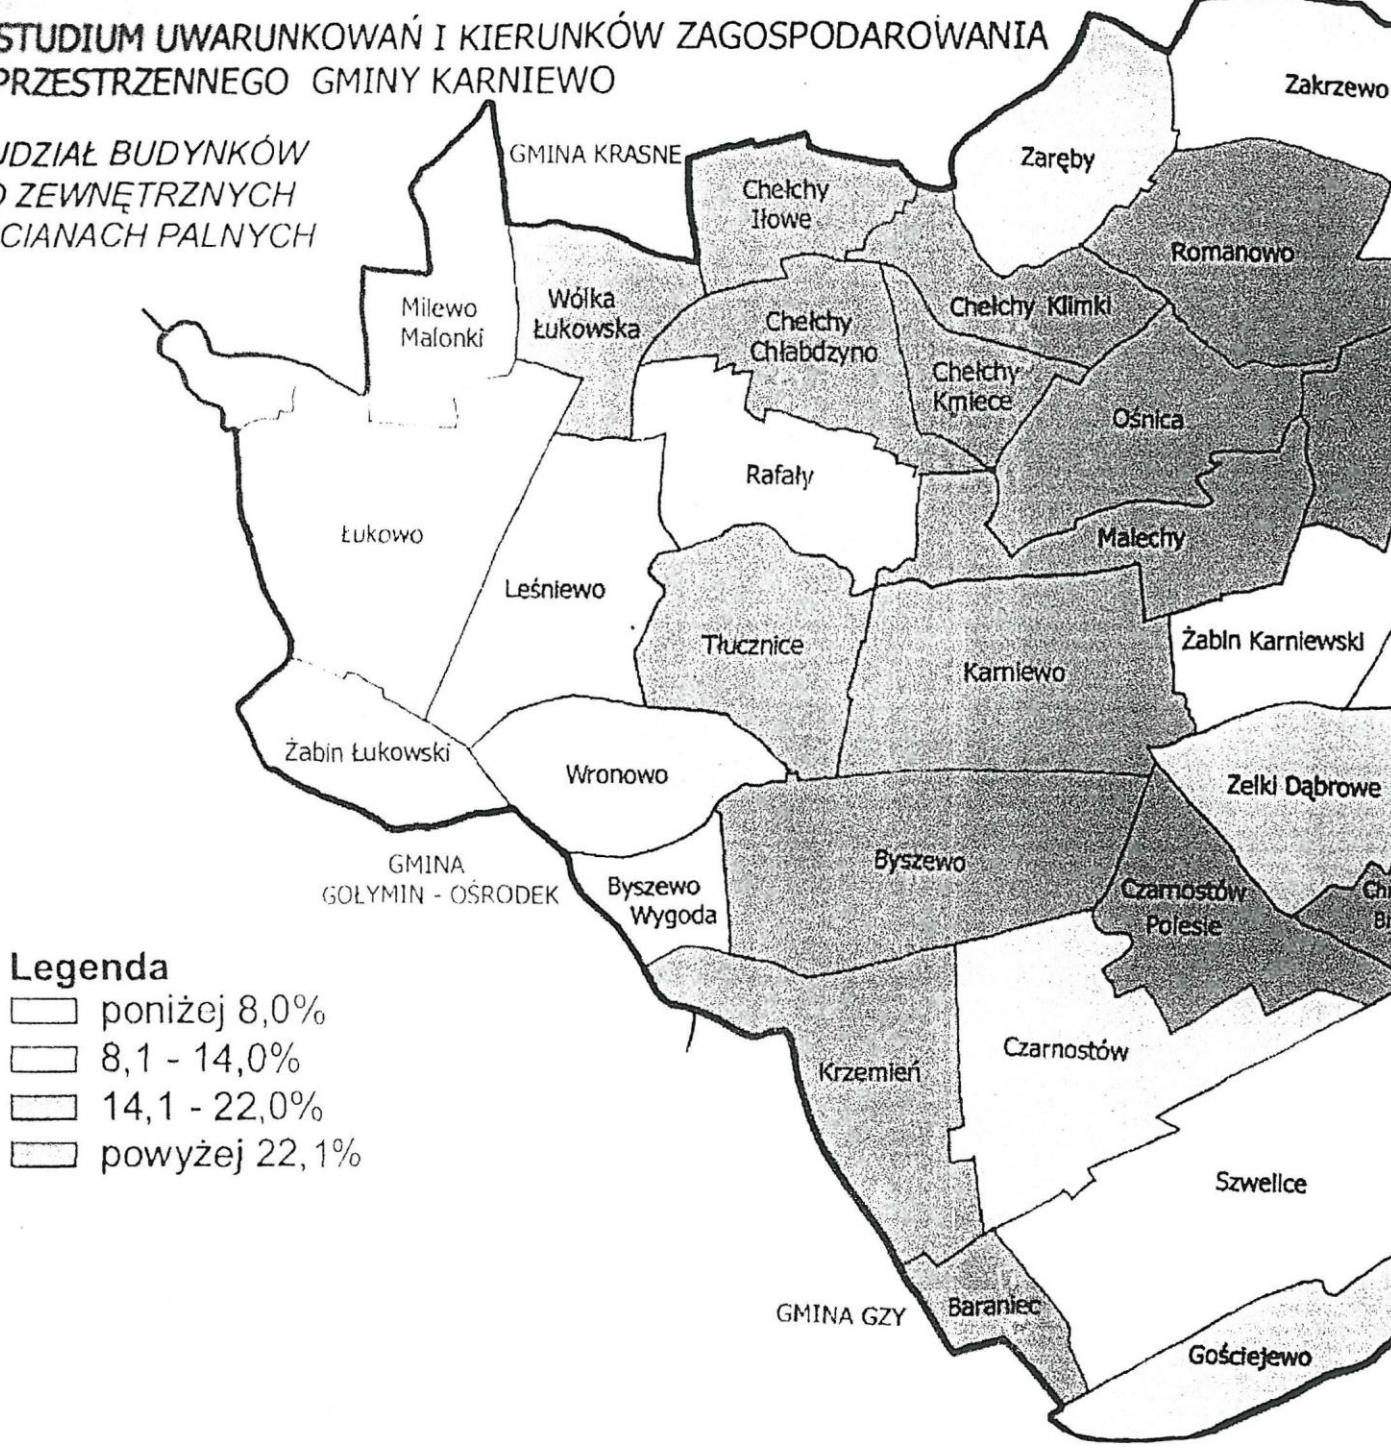 STUDIUM UWARUNKOWAŃ I KIERUNKÓW ZAGOSPODAROWANIA
PRZESTRZENNEGO GMINY KARNIEWO
UDZIAŁ BUDYNKÓW
O ZEWNĘTRZNYCH
CIANACH PALNYCH
GMINA KRASNE
Zakrzewo
Zaręby
Chełchy
Iłowe
Romanowo
Milewo
Malonki
Wólka
Łukowska
Chełchy Klimki
Chełchy
Chłabdzyno
Chełchy
Kmiece
Ośnica
Rafały
Łukowo
Malechy
Leśniewo
Tłucznice
Karniewo
Żabin Karniewski
Żabin Łukowski
Wronowo
Zelki Dąbrowe
GMINA
GOŁYMIN - OŚRODEK
Byszewo
Byszewo
Wygoda
Czarnostów
Polesie
Legenda
poniżej 8,0%
8,1 - 14,0%
14,1 - 22,0%
powyżej 22,1%
Czarnostów
Krzemień
Szwelice
GMINA GZY
Baraniec
Gościejewo